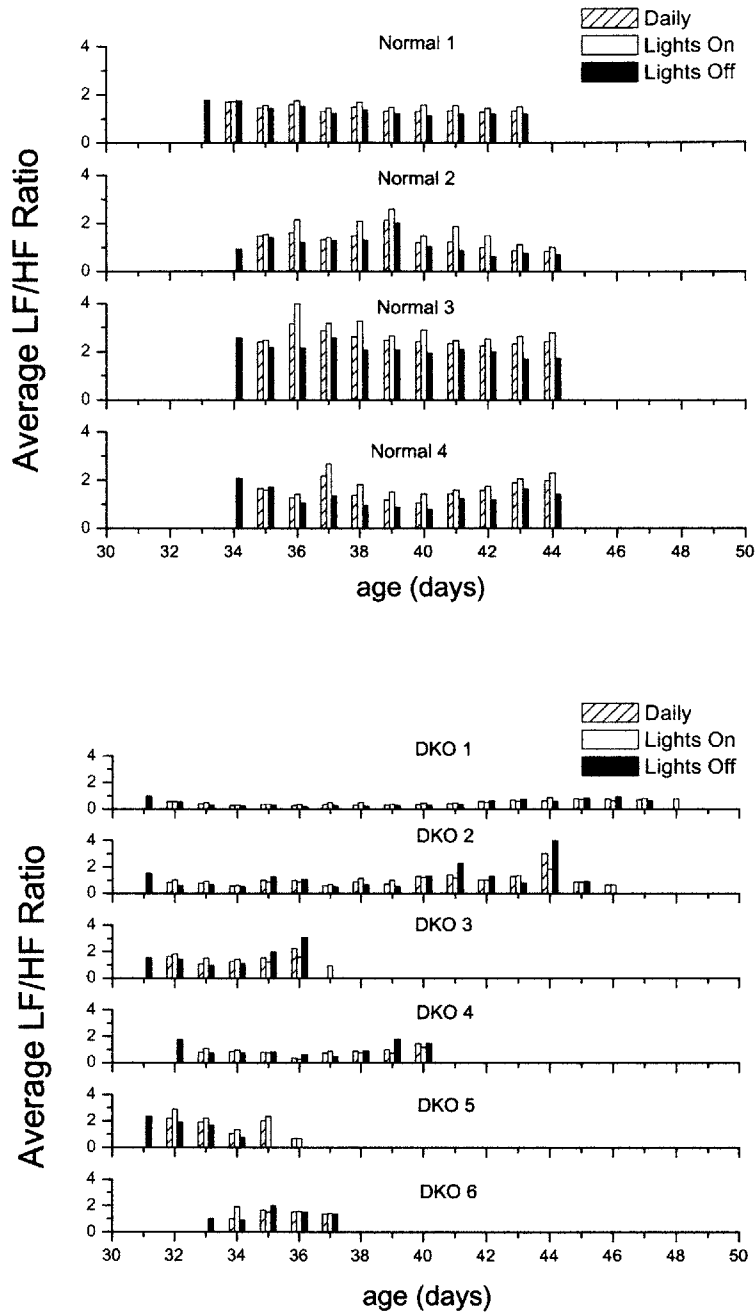 Daily
Lights On
Lights Off
Average LF/HF Ratio
Normal 1
4
2
0
Normal 2
4
2
0
Normal 3
4
2
0
Normal 4
4
2
0
30 32 34 36 38 40 42 44 46 48 50
age (days)
Daily
Lights On
Lights Off
Average LF/HF Ratio
DKO 1
4
2
0
DKO 2
4
2
0
DKO 3
4
2
0
DKO 4
4
2
0
DKO 5
4
2
0
DKO 6
4
2
0
30 32 34 36 38 40 42 44 46 48 50
age (days)